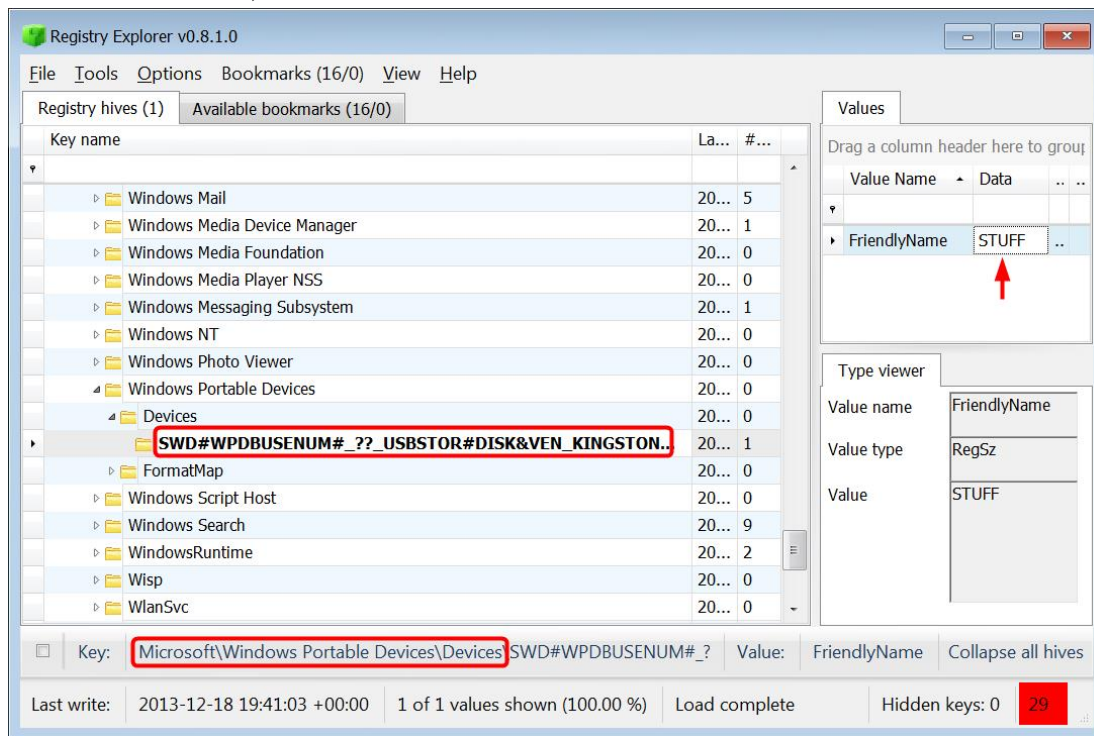 Registry Explorer v0.8.1.0
File Tools Options Bookmarks (16/0) View Help
Registry hives (1) Available bookmarks (16/0)
Key name La... #...
Windows Mail 20... 5
Windows Media Device Manager 20... 1
Windows Media Foundation 20... 0
Windows Media Player NSS 20... 0
Windows Messaging Subsystem 20... 1
Windows NT 20... 0
Windows Photo Viewer 20... 0
Windows Portable Devices 20... 0
Devices 20... 0
SWD#WPDBUSENUM#_??_USBSTOR#DISK&VEN_KINGSTON... 20... 1
FormatMap 20... 0
Windows Script Host 20... 0
Windows Search 20... 9
WindowsRuntime 20... 2
Wisp 20... 0
WlanSvc 20... 0
Values
Drag a column header here to group
Value Name Data .. ..
FriendlyName STUFF ..
Type viewer
Value name FriendlyName
Value type RegSz
Value STUFF
Key: Microsoft\Windows Portable Devices\Devices\SWD#WPDBUSENUM#_? Value: FriendlyName Collapse all hives
Last write: 2013-12-18 19:41:03 +00:00 1 of 1 values shown (100.00 %) Load complete Hidden keys: 0 29